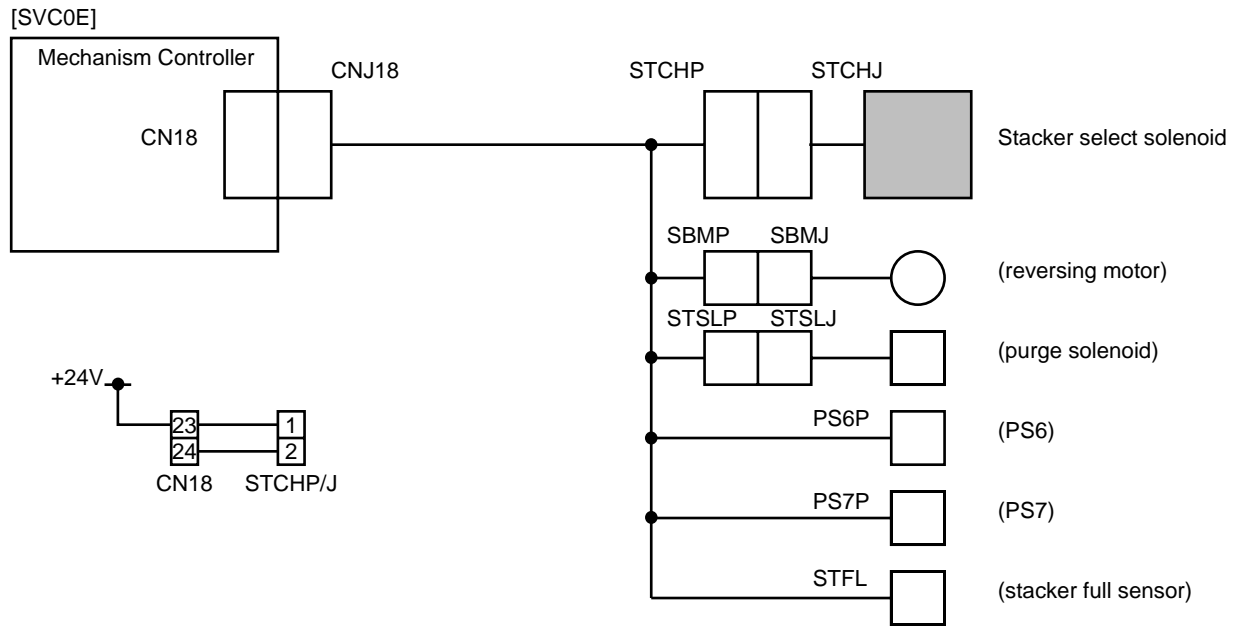 [SVC0E]
Mechanism Controller
CNJ18
STCHP
STCHJ
CN18
Stacker select solenoid
SBMP
SBMJ
(reversing motor)
STSLP
STSLJ
(purge solenoid)
+24V
23
1
24
2
CN18
STCHP/J
PS6P
(PS6)
PS7P
(PS7)
STFL
(stacker full sensor)